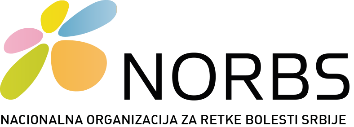 NORBS
NACIONALNA ORGANIZACIJA ZA RETKE BOLESTI SRBIJE